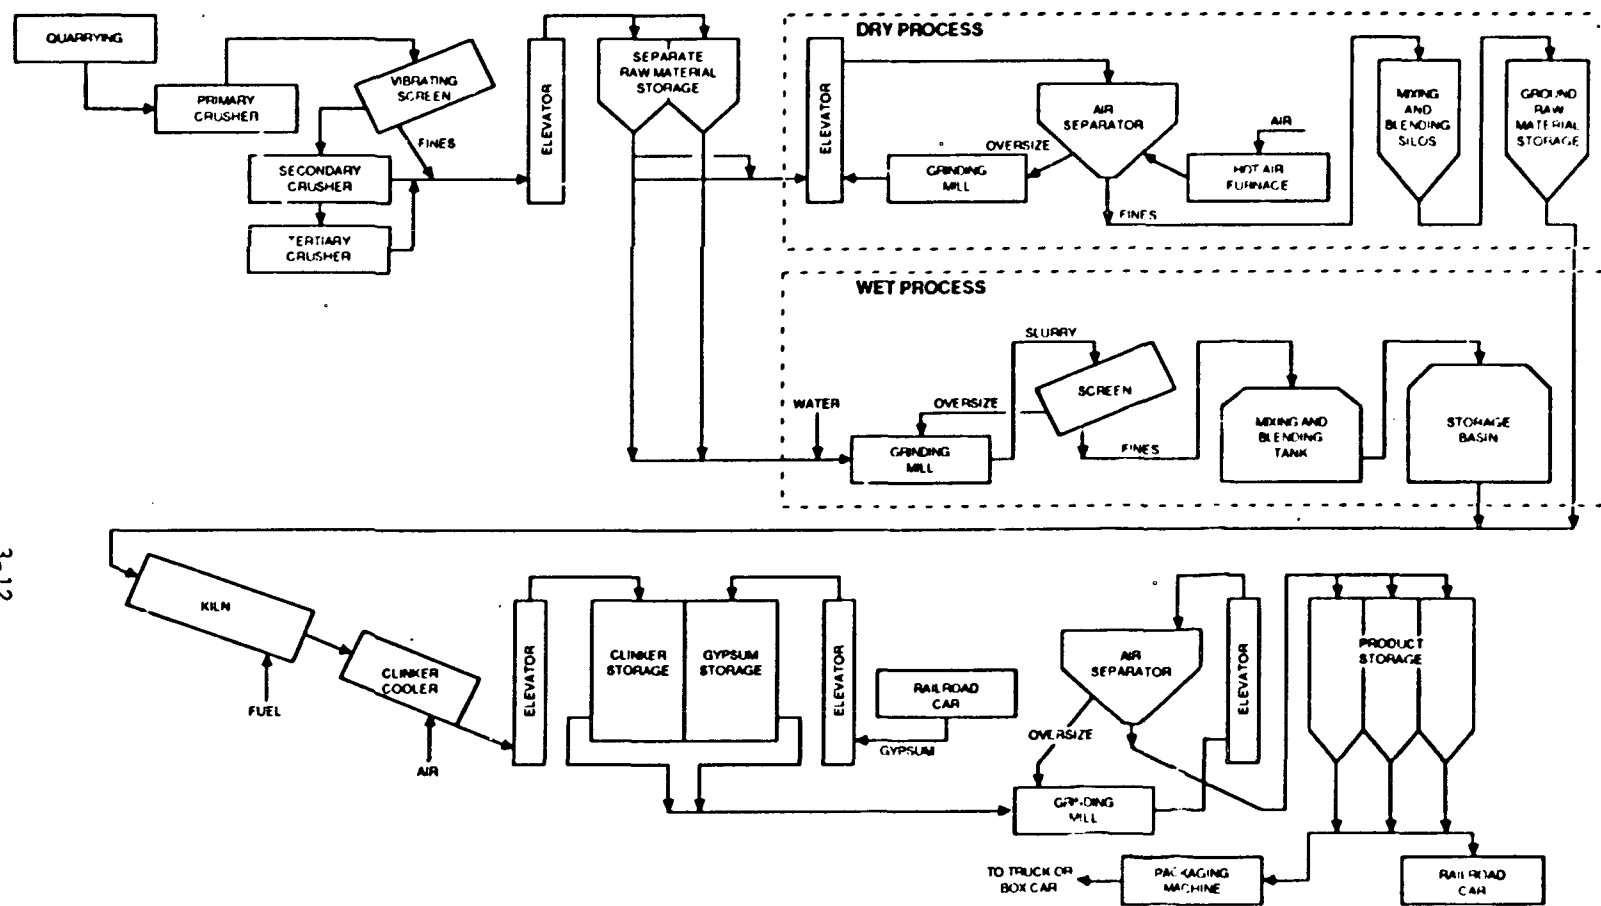 QUARRYING
PRIMARY
CRUSHER
VIBRATING
SCREEN
FINES
SECONDARY
CRUSHER
TERTIARY
CRUSHER
ELEVATOR
SEPARATE
RAW MATERIAL
STORAGE
DRY PROCESS
ELEVATOR
AIR
SEPARATOR
OVERSIZE
GRINDING
MILL
AIR
HOT AIR
FURNACE
FINES
MIXING
AND
BLENDING
SILOS
GROUND
RAW
MATERIAL
STORAGE
WET PROCESS
WATER
GRINDING
MILL
OVERSIZE
SLURRY
SCREEN
FINES
MIXING AND
BLENDING
TANK
STORAGE
BASIN
3-12
KILN
FUEL
CLINKER
COOLER
AIR
ELEVATOR
CLINKER
STORAGE
GYPSUM
STORAGE
ELEVATOR
RAILROAD
CAR
GYPSUM
AIR
SEPARATOR
OVERSIZE
GRINDING
MILL
ELEVATOR
PRODUCT
STORAGE
TO TRUCK OR
BOX CAR
PACKAGING
MACHINE
RAILROAD
CAR